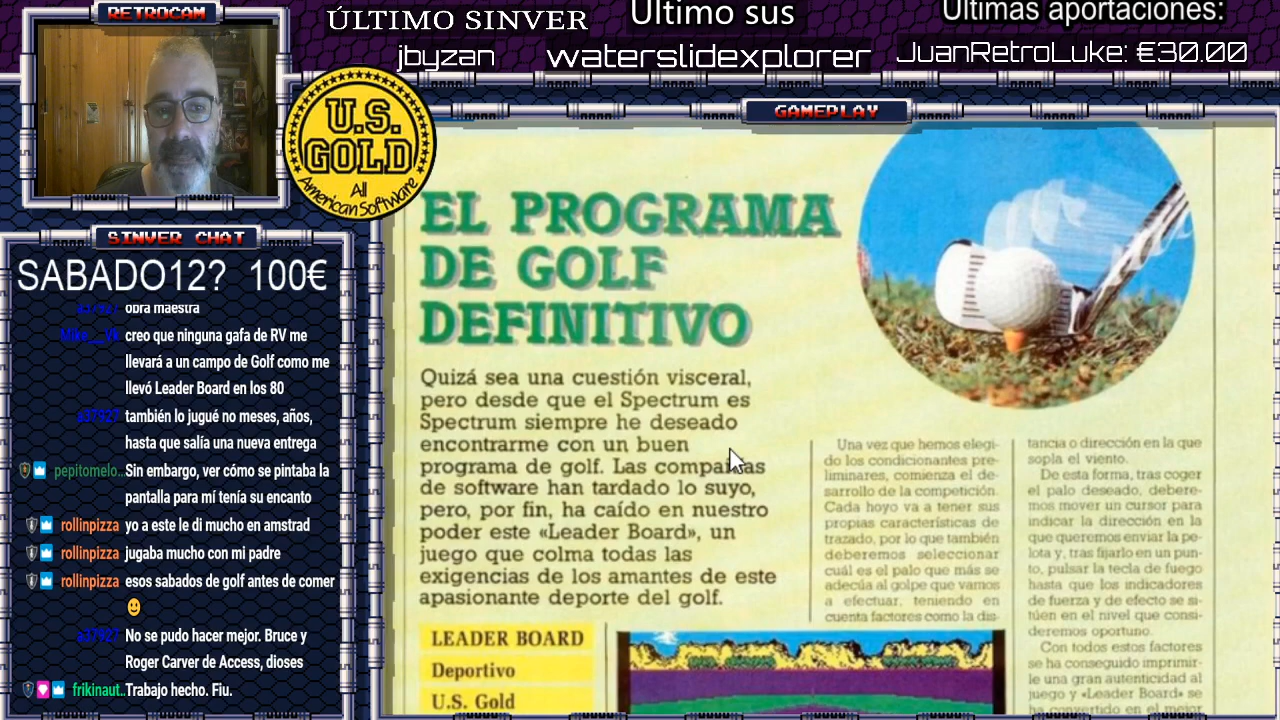 RETROCAM
ÚLTIMO SINVER
jbyzan
Último sus
waterslidexplorer
Últimas aportaciones:
JuanRetroLuke: €30.00
U.S.
GOLD
All
American Software
GAMEPLAY
SINVER CHAT
SABADO12? 100€
a37927 obra maestra
Mike__Vk creo que ninguna gafa de RV me
llevará a un campo de Golf como me
llevó Leader Board en los 80
a37927 también lo jugué no meses, años,
hasta que salía una nueva entrega
pepitomelo... Sin embargo, ver cómo se pintaba la
pantalla para mí tenía su encanto
rollinpizza yo a este le di mucho en amstrad
rollinpizza jugaba mucho con mi padre
rollinpizza esos sabados de golf antes de comer
a37927 No se pudo hacer mejor. Bruce y
Roger Carver de Access, dioses
frikinaut.. Trabajo hecho. Fiu.
EL PROGRAMA
DE GOLF
DEFINITIVO
Quizá sea una cuestión visceral,
pero desde que el Spectrum es
Spectrum siempre he deseado
encontrarme con un buen
programa de golf. Las compañías
de software han tardado lo suyo,
pero, por fin, ha caído en nuestro
poder este «Leader Board», un
juego que colma todas las
exigencias de los amantes de este
apasionante deporte del golf.
LEADER BOARD
Deportivo
U.S. Gold
Una vez que hemos elegi-
do los condicionantes pre-
liminares, comienza el de-
sarrollo de la competición.
Cada hoyo va a tener sus
propias características de
trazado, por lo que también
deberemos seleccionar
cuál es el palo que más se
adecúa al golpe que vamos
a efectuar, teniendo en
cuenta factores como la dis-
tancia o dirección en la que
sopla el viento.
De esta forma, tras coger
el palo deseado, debere-
mos mover un cursor para
indicar la dirección en la
que queremos enviar la pe-
lota y, tras fijarlo en un pun-
to, pulsar la tecla de fuego
hasta que los indicadores
de fuerza y de efecto se si-
túen en el nivel que consi-
deremos oportuno.
Con todos estos factores
se ha conseguido imprimir-
le una gran autenticidad al
juego y «Leader Board» se
ha convertido en el mejor